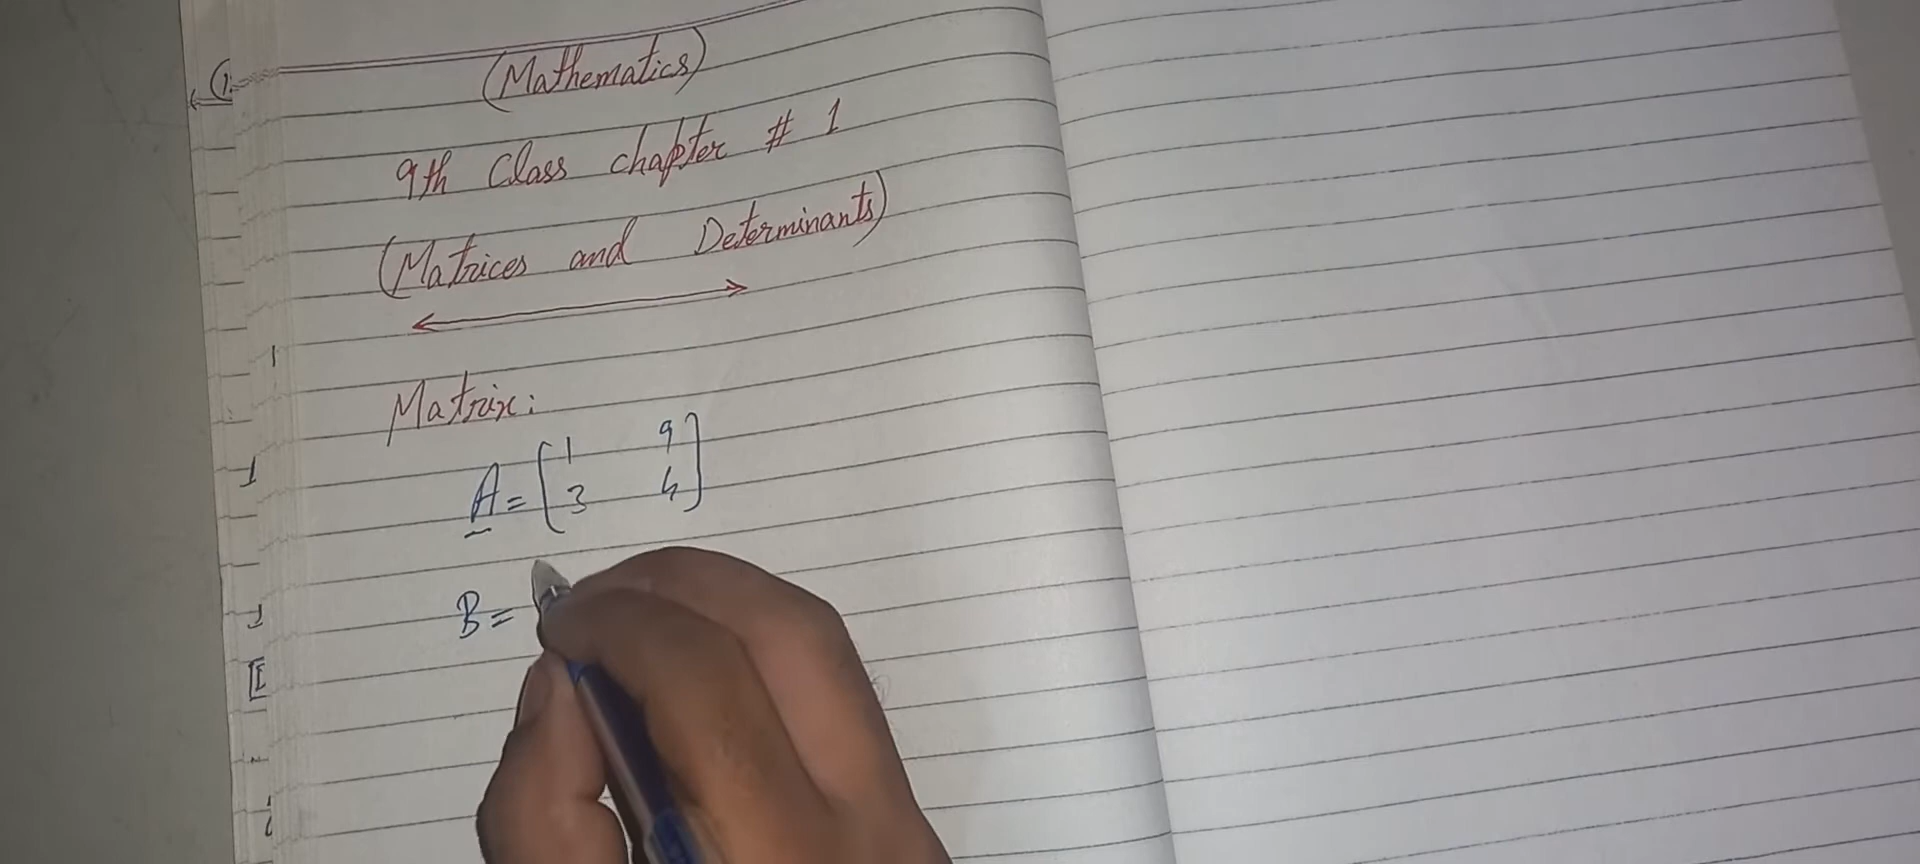 (Mathematics)
9th Class chapter # 1
(Matrices and Determinants)
Matrix:
A = [1 9
3 4]
B =